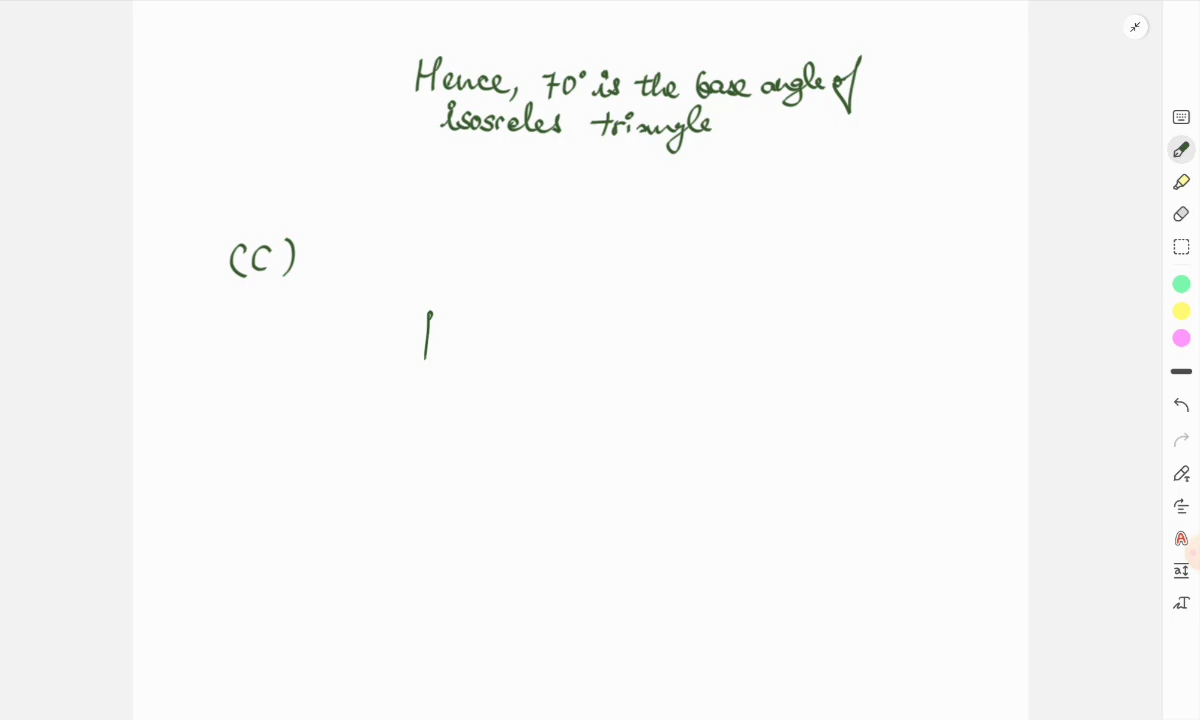 Hence, 70° is the base angle of
isosceles triangle
(C)